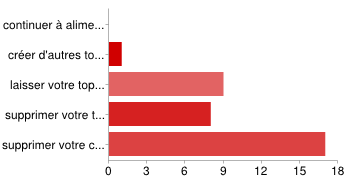 continuer à alime...
créer d'autres to...
laisser votre top...
supprimer votre t...
supprimer votre c...
0 3 6 9 12 15 18